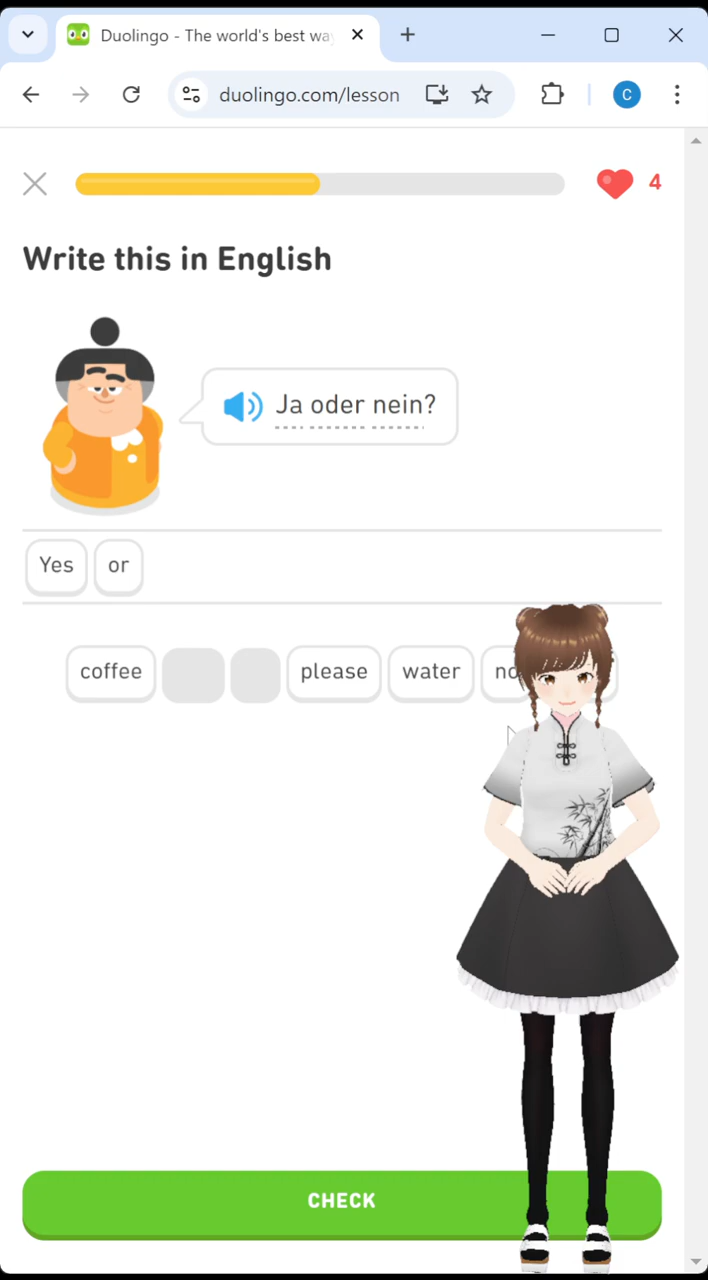 Duolingo - The world's best wa
duolingo.com/lesson
C
4
Write this in English
Ja oder nein?
Yes or
coffee please water no
CHECK